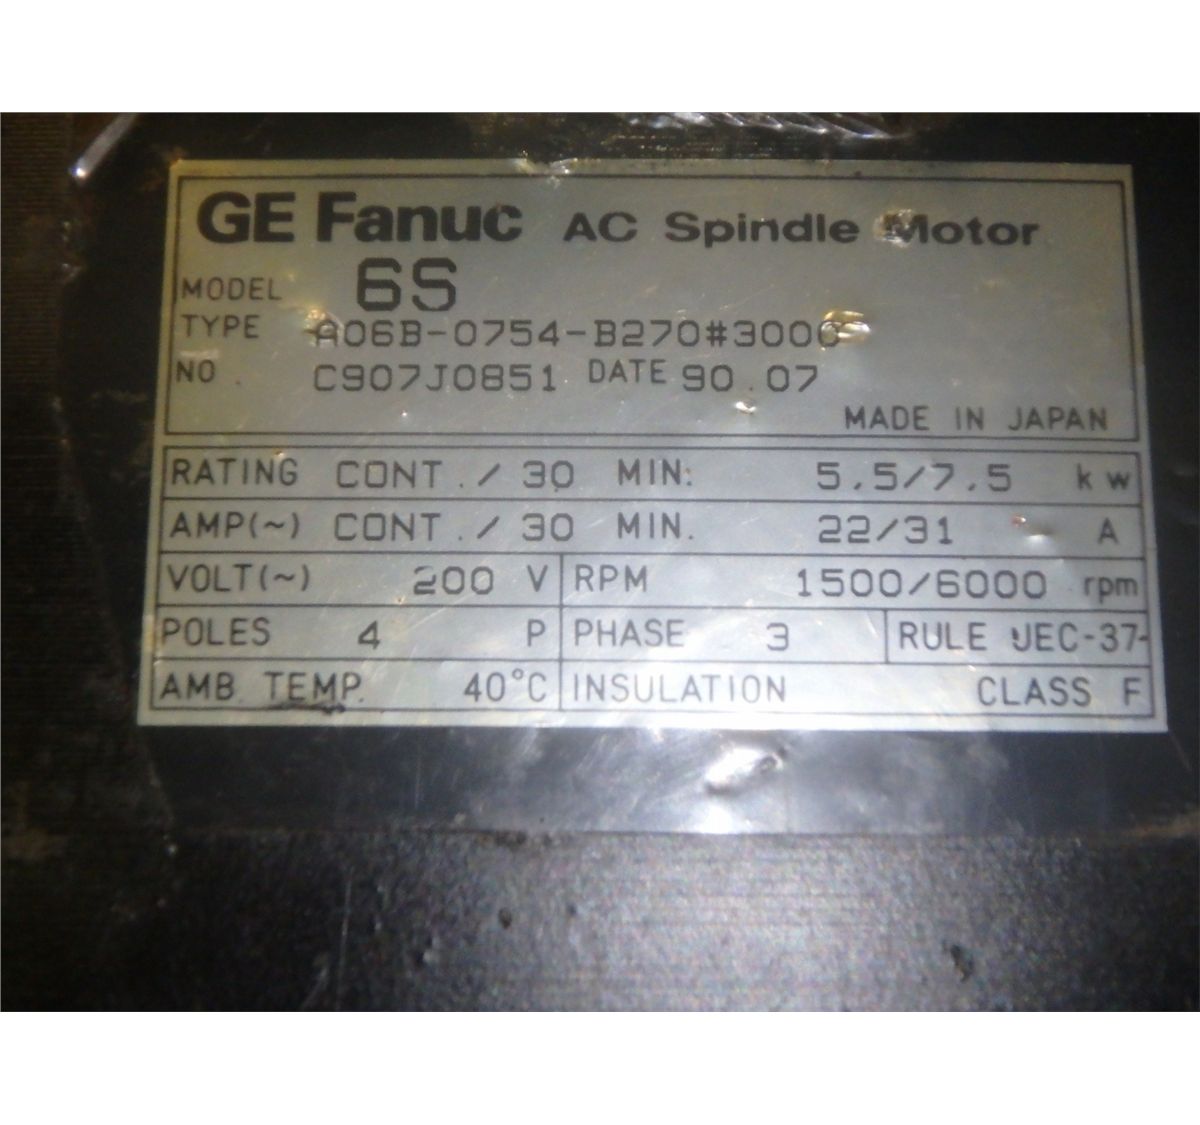 GE Fanuc AC Spindle Motor
MODEL 6S
TYPE A06B-0754-B270#3000
NO. C907J0851 DATE 90.07
MADE IN JAPAN
RATING CONT./30 MIN. 5.5/7.5 kw
AMP(~) CONT./30 MIN. 22/31 A
VOLT(~) 200 V RPM 1500/6000 rpm
POLES 4 P PHASE 3 RULE JEC-37-
AMB. TEMP. 40°C INSULATION CLASS F